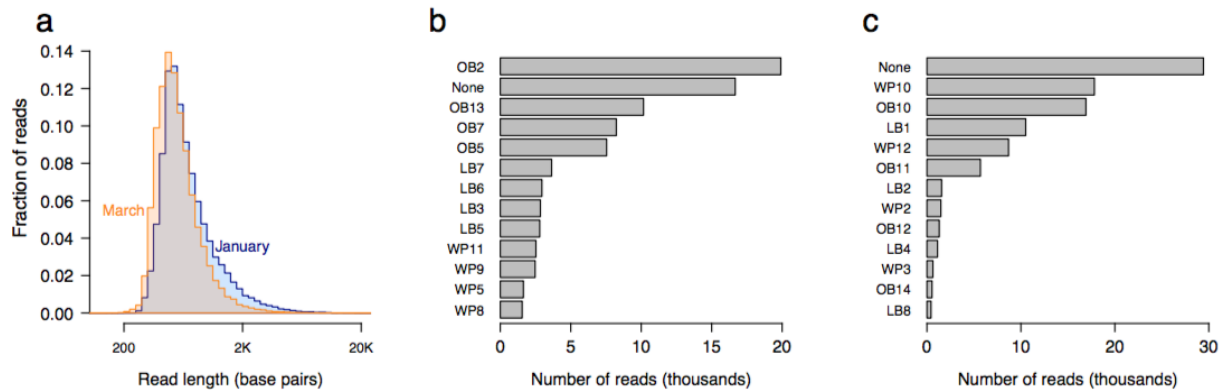 a
0.14
0.12
0.10
0.08
0.06
0.04
0.02
0.00
Fraction of reads
March
January
200
2K
20K
Read length (base pairs)
b
OB2
None
OB13
OB7
OB5
LB7
LB6
LB3
LB5
WP11
WP9
WP5
WP8
0 5 10 15 20
Number of reads (thousands)
c
None
WP10
OB10
LB1
WP12
OB11
LB2
WP2
OB12
LB4
WP3
OB14
LB8
0 10 20 30
Number of reads (thousands)